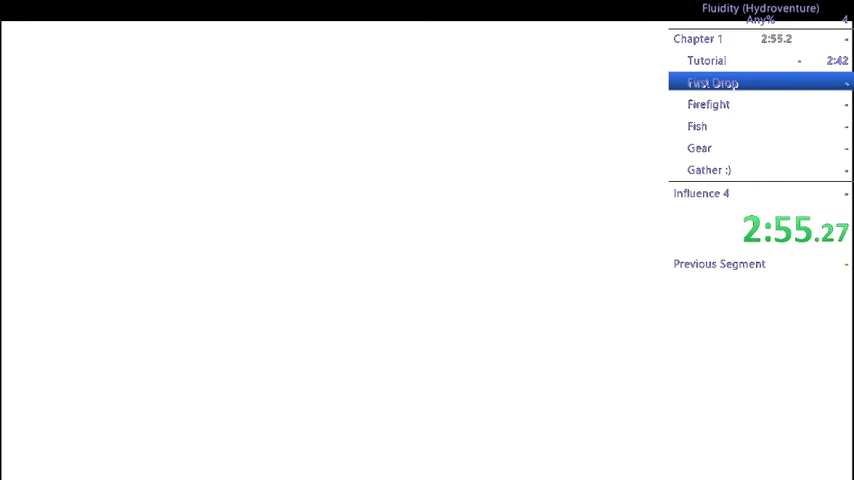 Fluidity (Hydroventure)
Any% 4
Chapter 1 2:55.2 -
Tutorial - 2:42
First Drop -
Firefight -
Fish -
Gear -
Gather :) -
Influence 4 -
2:55.27
Previous Segment -